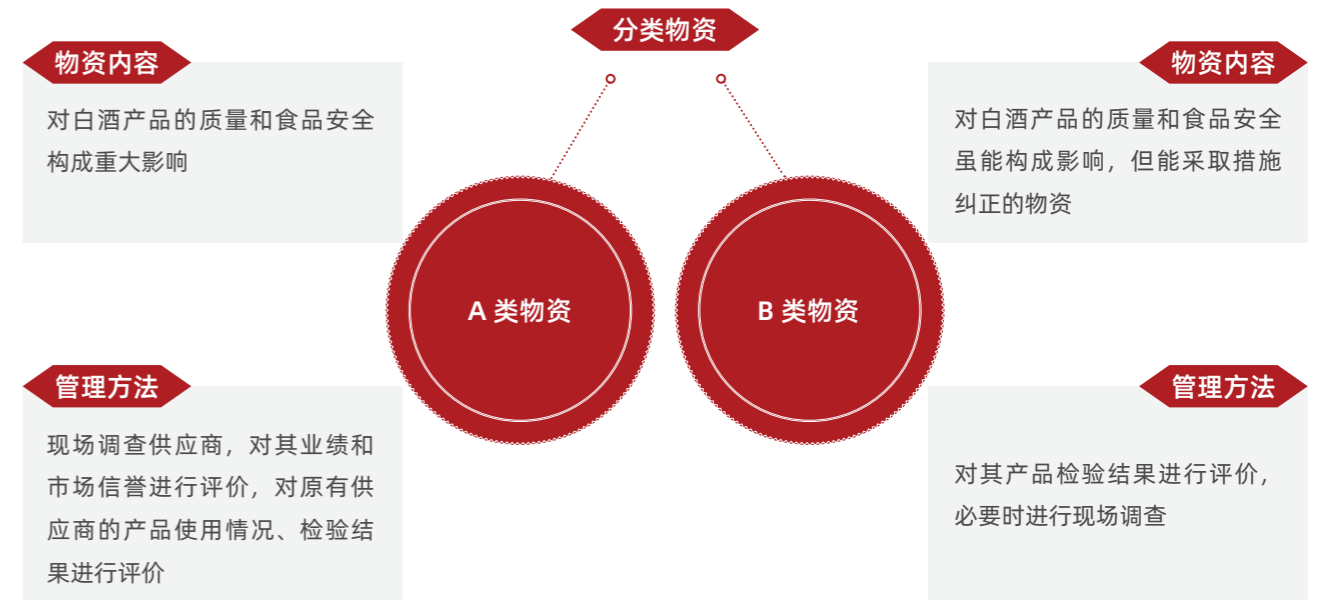 分类物资
物资内容
对白酒产品的质量和食品安全
构成重大影响
物资内容
对白酒产品的质量和食品安全
虽能构成影响，但能采取措施
纠正的物资
A 类物资
B 类物资
管理方法
现场调查供应商，对其业绩和
市场信誉进行评价，对原有供
应商的产品使用情况、检验结
果进行评价
管理方法
对其产品检验结果进行评价，
必要时进行现场调查